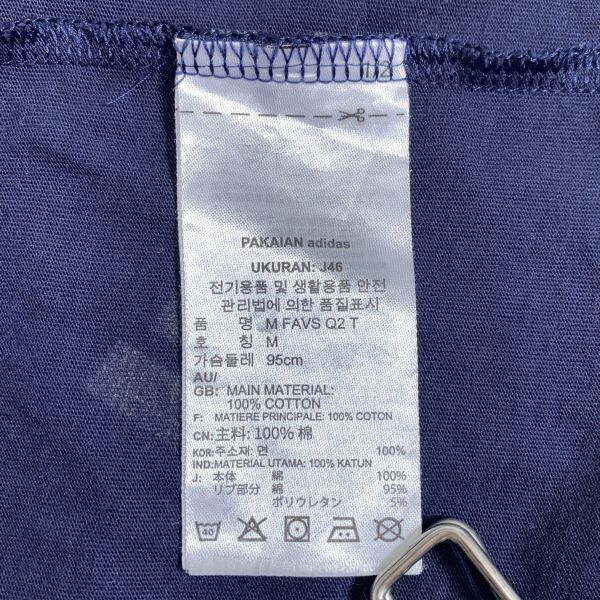 1/2
PAKAIAN adidas
UKURAN: J46
전기용품 및 생활용품 안전
관리법에 의한 품질표시
품 명 M FAVS Q2 T
호 칭 M
가슴둘레 95cm
AU/
GB: MAIN MATERIAL:
100% COTTON
F: MATIERE PRINCIPALE: 100% COTON
CN: 主料: 100% 棉
KOR: 주소재: 면 100%
IND: MATERIAL UTAMA: 100% KATUN
J: 本体 綿 100%
リブ部分 綿 95%
ポリウレタン 5%
40